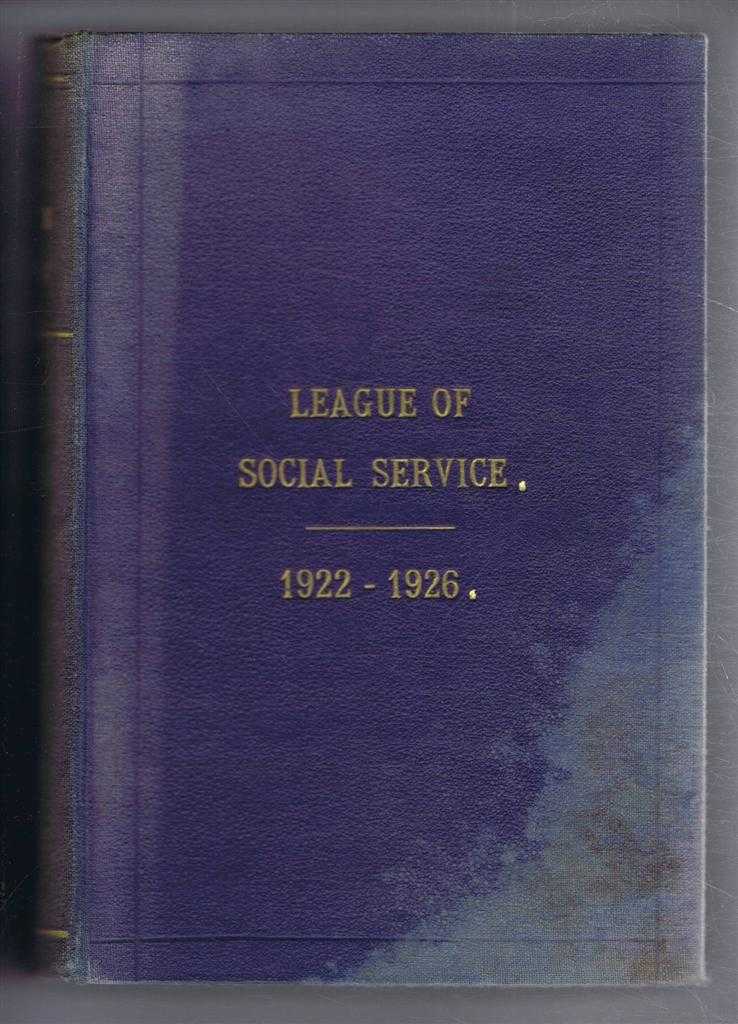 LEAGUE OF
SOCIAL SERVICE.
1922 - 1926.